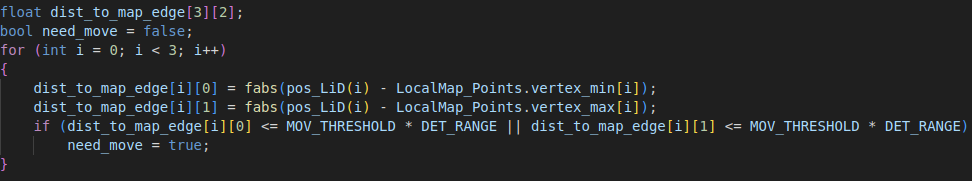 float dist_to_map_edge[3][2];
bool need_move = false;
for (int i = 0; i < 3; i++)
{
    dist_to_map_edge[i][0] = fabs(pos_LiD(i) - LocalMap_Points.vertex_min[i]);
    dist_to_map_edge[i][1] = fabs(pos_LiD(i) - LocalMap_Points.vertex_max[i]);
    if (dist_to_map_edge[i][0] <= MOV_THRESHOLD * DET_RANGE || dist_to_map_edge[i][1] <= MOV_THRESHOLD * DET_RANGE)
        need_move = true;
}